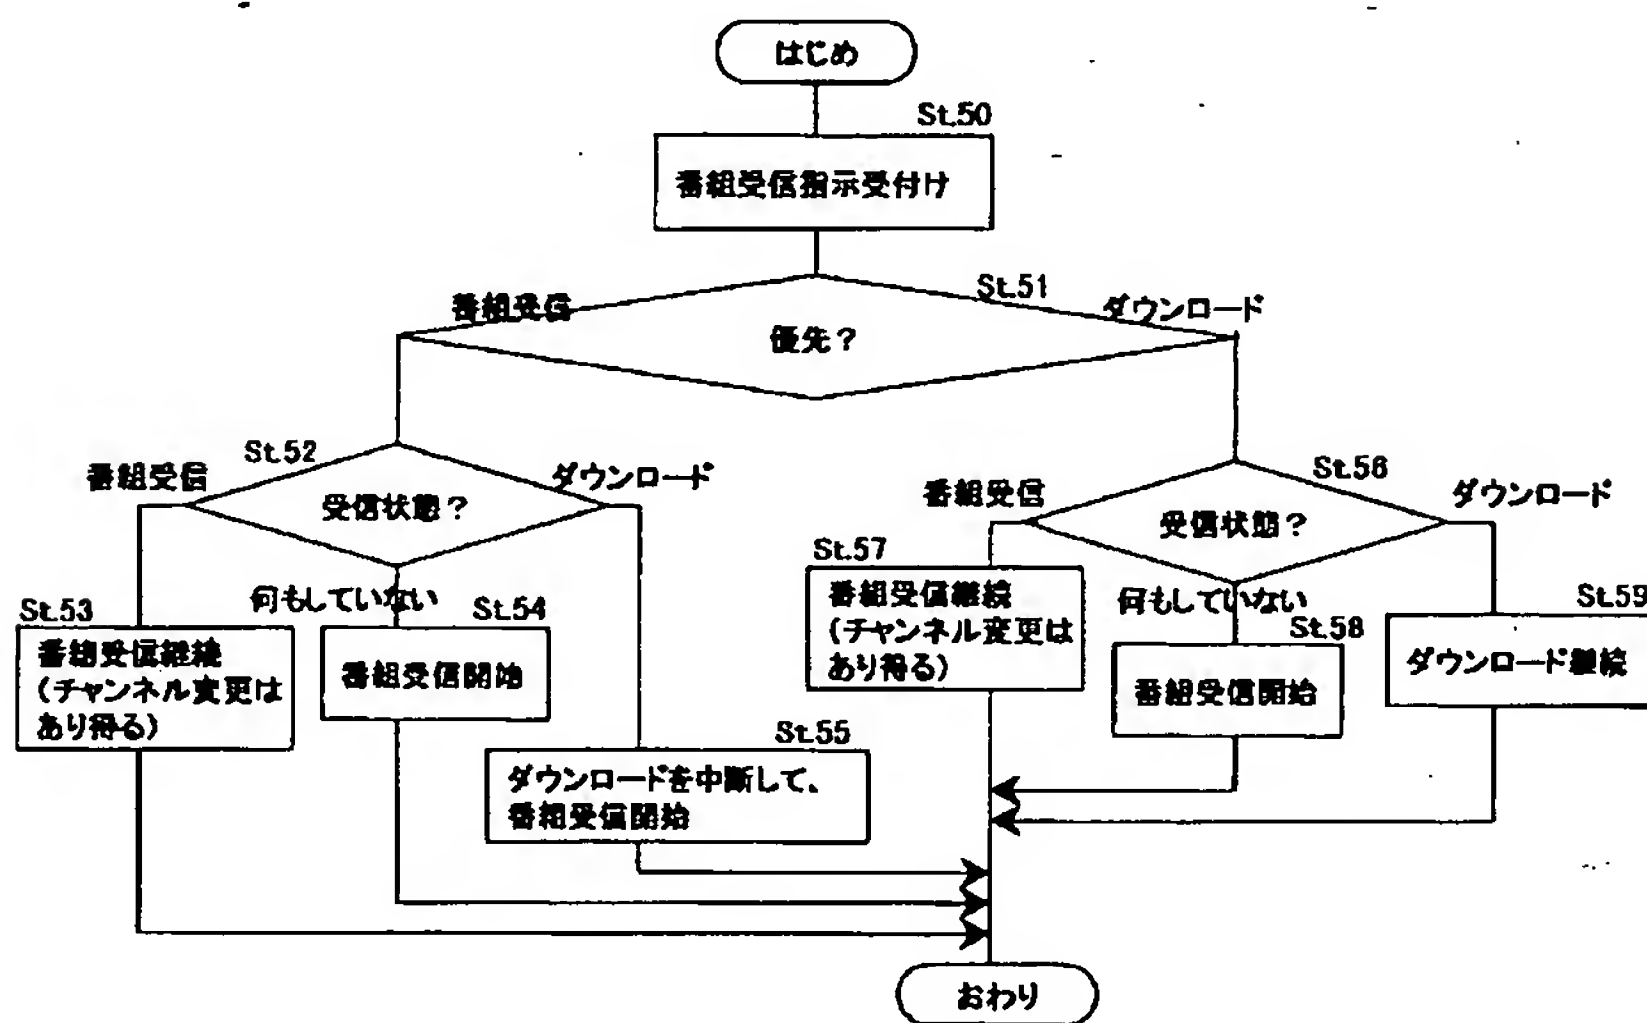 はじめ
St.50
番組受信指示受付け
St.51
番組受信
ダウンロード
優先？
St.52
番組受信
ダウンロード
受信状態？
St.56
番組受信
ダウンロード
受信状態？
St.53
番組受信継続
(チャンネル変更は
あり得る)
何もしていない
St.54
番組受信開始
St.55
ダウンロードを中断して、
番組受信開始
St.57
番組受信継続
(チャンネル変更は
あり得る)
何もしていない
St.58
番組受信開始
St.59
ダウンロード継続
おわり